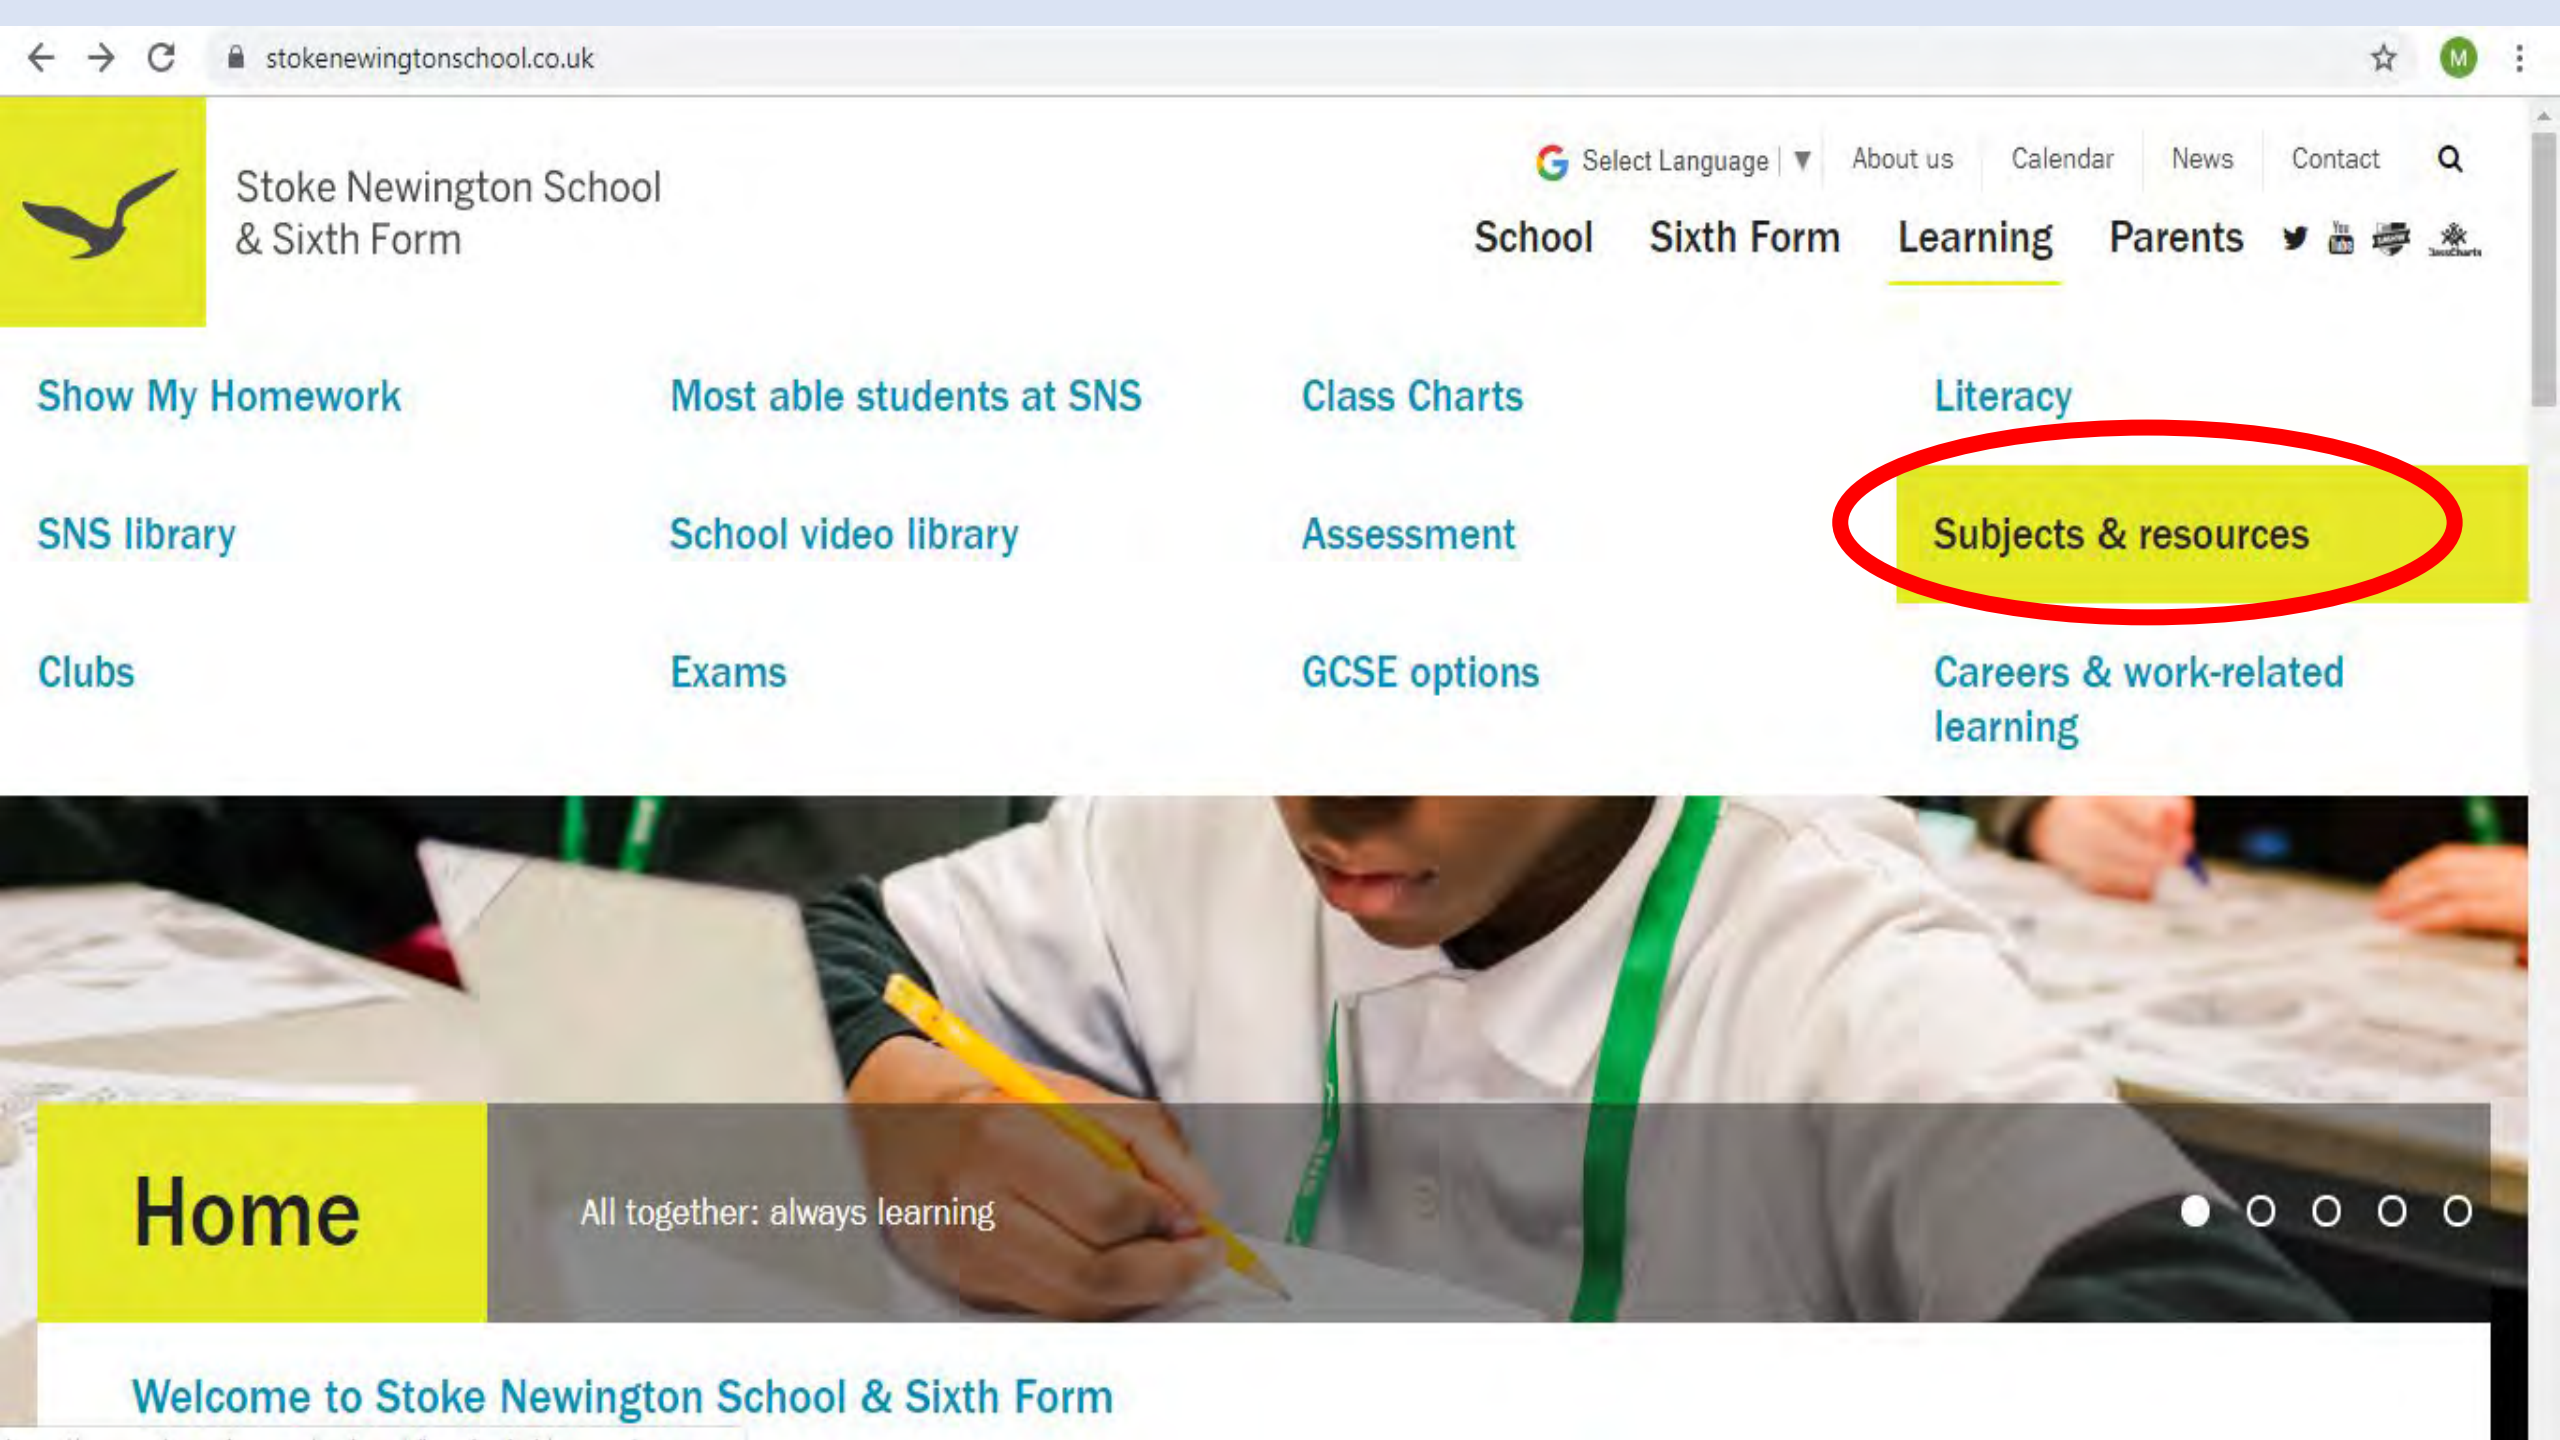 stokenewingtonschool.co.uk
M
Stoke Newington School
& Sixth Form
Select Language
About us
Calendar
News
Contact
School
Sixth Form
Learning
Parents
You
Tube
ClassCharts
Show My Homework
Most able students at SNS
Class Charts
Literacy
SNS library
School video library
Assessment
Subjects & resources
Clubs
Exams
GCSE options
Careers & work-related
learning
Home
All together: always learning
Welcome to Stoke Newington School & Sixth Form